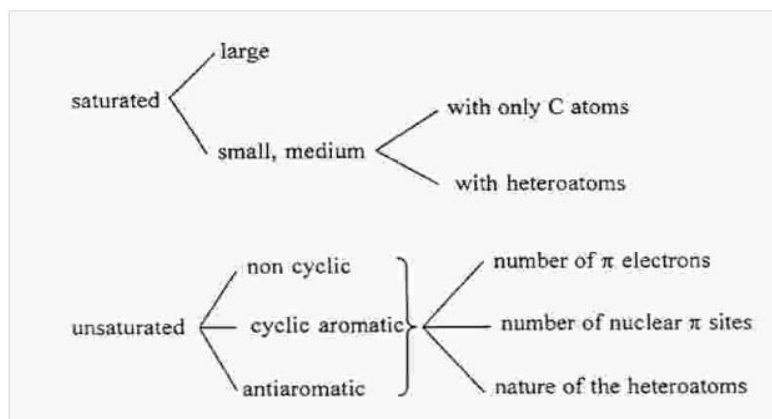 large
saturated
with only C atoms
small, medium
with heteroatoms
non cyclic
number of π electrons
unsaturated
cyclic aromatic
number of nuclear π sites
antiaromatic
nature of the heteroatoms